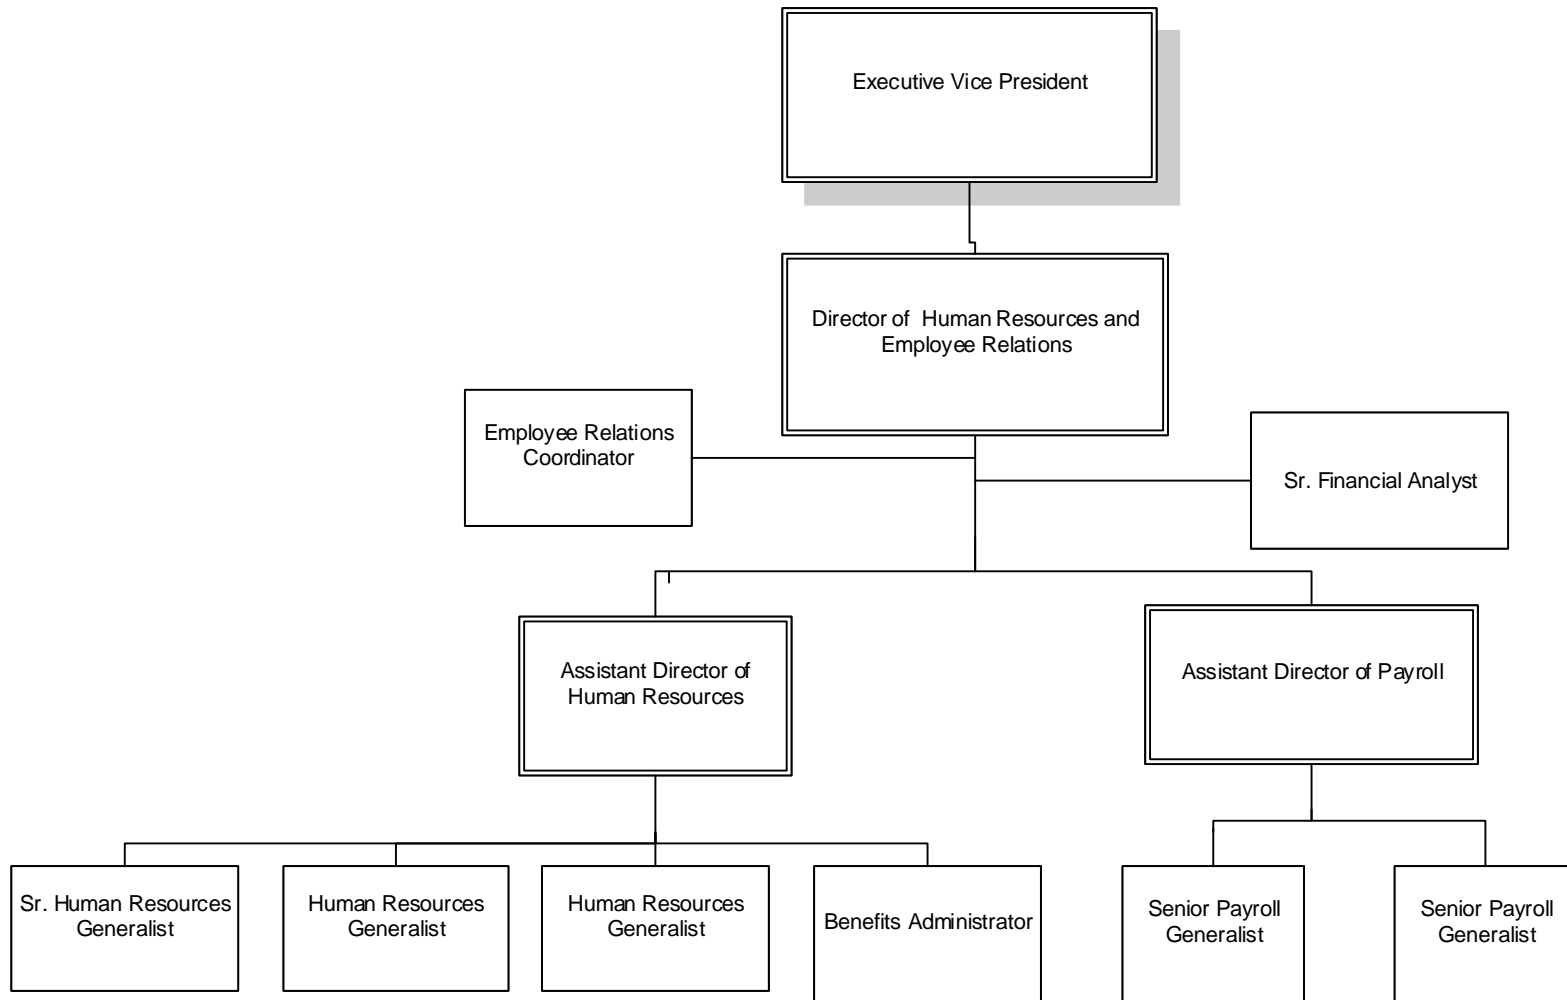 Executive Vice President
Director of Human Resources and
Employee Relations
Employee Relations
Coordinator
Sr. Financial Analyst
Assistant Director of
Human Resources
Assistant Director of Payroll
Sr. Human Resources
Generalist
Human Resources
Generalist
Human Resources
Generalist
Benefits Administrator
Senior Payroll
Generalist
Senior Payroll
Generalist